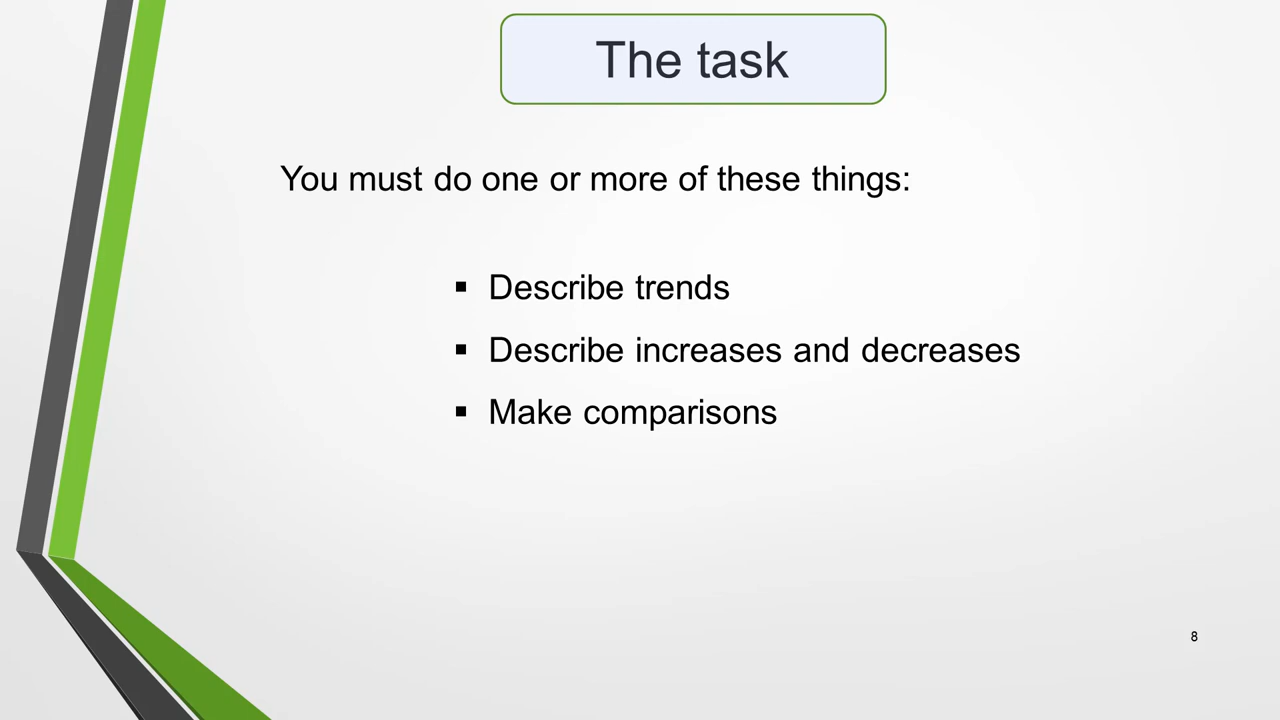 The task
You must do one or more of these things:
▪ Describe trends
▪ Describe increases and decreases
▪ Make comparisons
8